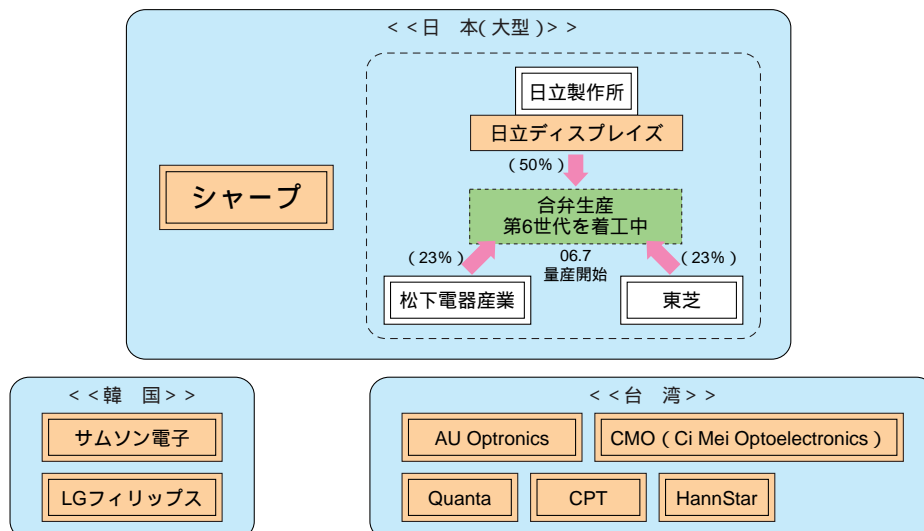 ＜＜日　本(大型)＞＞
日立製作所
日立ディスプレイズ
（50%）
シャープ
合弁生産
第6世代を着工中
（23%）
06.7
量産開始
（23%）
松下電器産業
東芝
＜＜韓　国＞＞
サムソン電子
LGフィリップス
＜＜台　湾＞＞
AU Optronics
CMO（Ci Mei Optoelectronics）
Quanta
CPT
HannStar